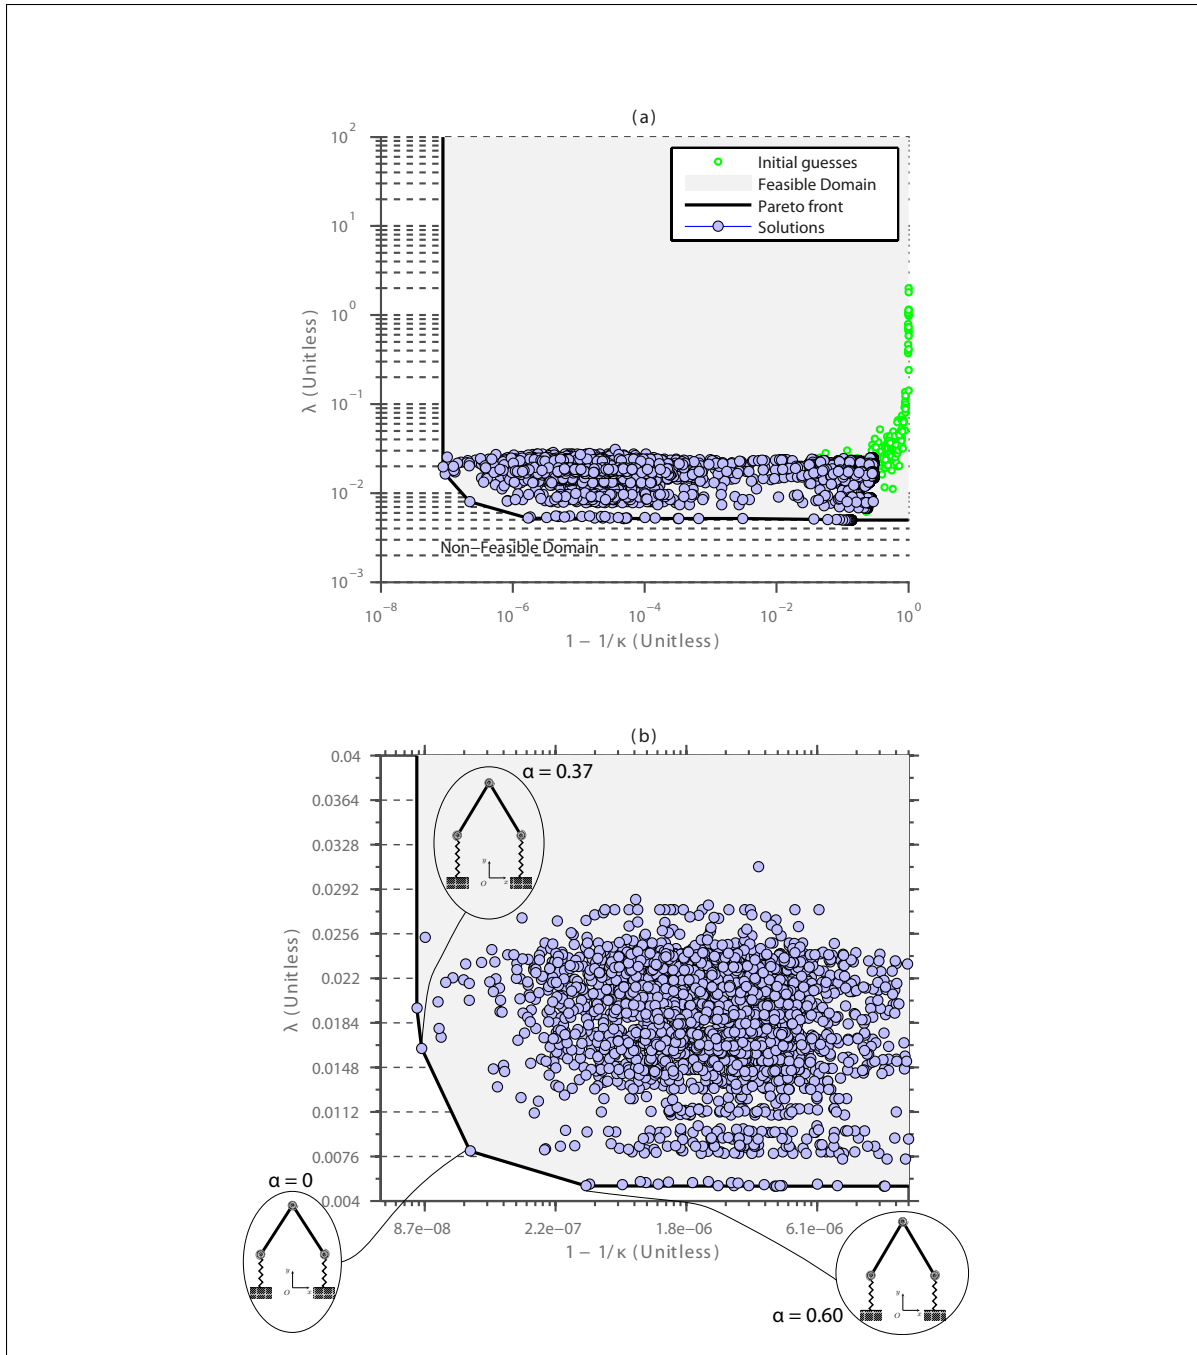 (a)
10^2
10^1
10^0
10^−1
10^−2
10^−3
λ (Unitless)
Initial guesses
Feasible Domain
Pareto front
Solutions
Non−Feasible Domain
10^−8
10^−6
10^−4
10^−2
10^0
1 − 1/κ (Unitless)
(b)
0.04
0.0364
0.0328
0.0292
0.0256
0.022
0.0184
0.0148
0.0112
0.0076
0.004
λ (Unitless)
α = 0.37
y
O x
α = 0
y
O x
8.7e−08
2.2e−07
1.8e−06
6.1e−06
1 − 1/κ (Unitless)
α = 0.60
y
O x